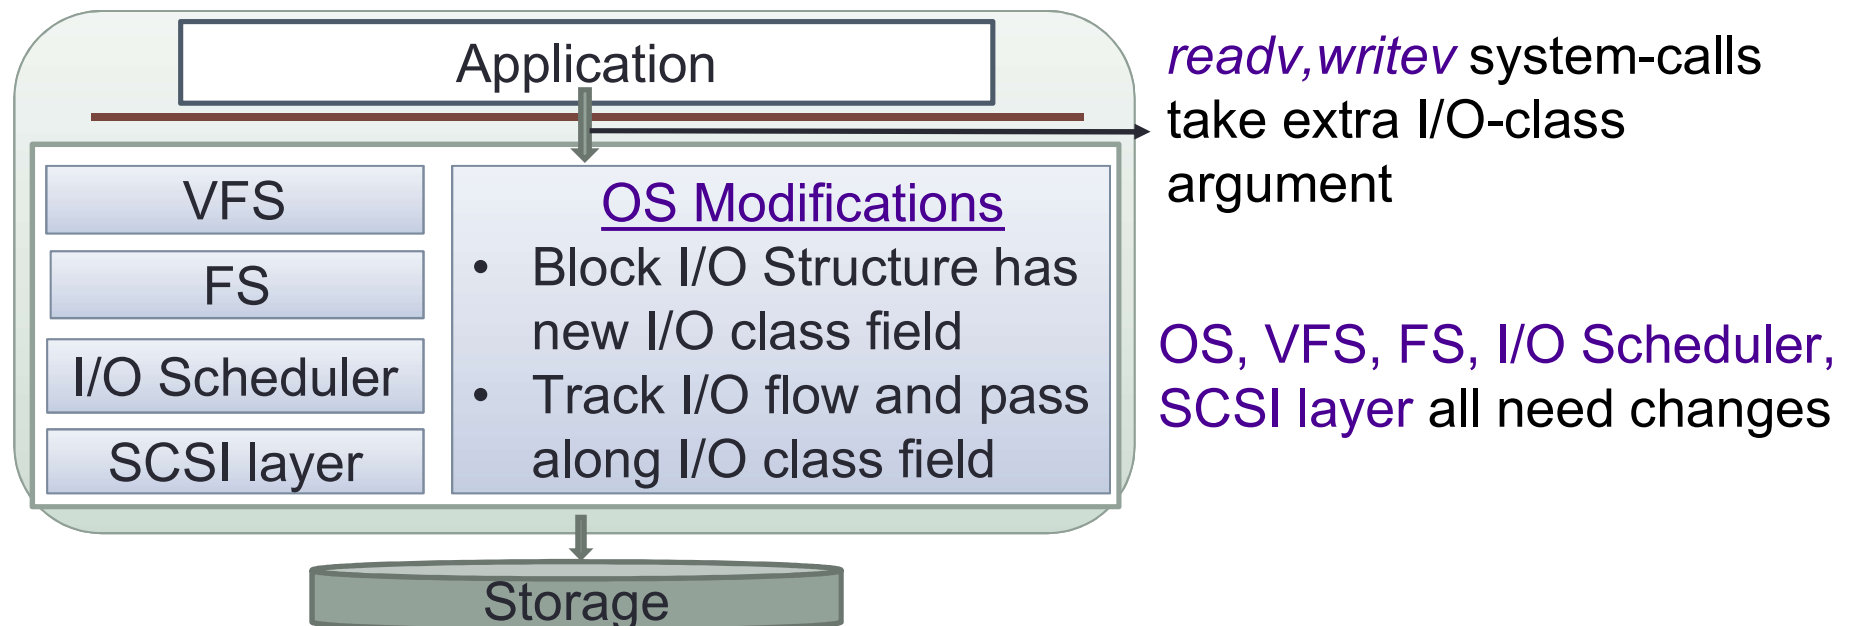 Application
readv,writev system-calls
take extra I/O-class
argument
VFS
FS
I/O Scheduler
SCSI layer
OS Modifications
• Block I/O Structure has
new I/O class field
• Track I/O flow and pass
along I/O class field
OS, VFS, FS, I/O Scheduler,
SCSI layer all need changes
Storage